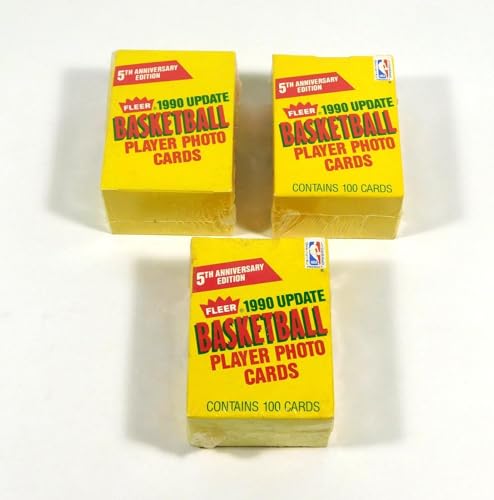 5TH ANNIVERSARY
EDITION
FLEER® 1990 UPDATE
BASKETBALL
PLAYER PHOTO
CARDS
5TH ANNIVERSARY
EDITION
FLEER® 1990 UPDATE
BASKETBALL
PLAYER PHOTO
CARDS
CONTAINS 100 CARDS
5TH ANNIVERSARY
EDITION
FLEER® 1990 UPDATE
BASKETBALL
PLAYER PHOTO
CARDS
CONTAINS 100 CARDS